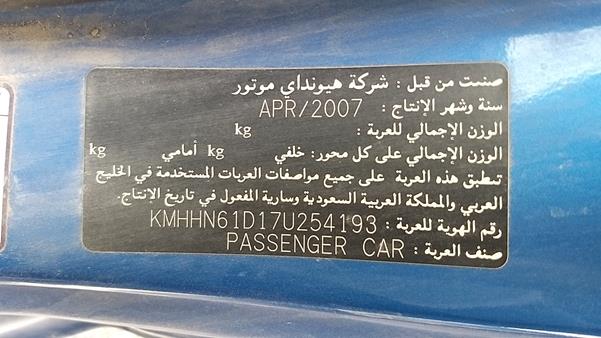 صنعت من قبل : شركة هيونداي موتور
سنة وشهر الإنتاج : APR/2007
الوزن الإجمالي للعربة : kg
الوزن الإجمالي على كل محور: خلفي kg أمامي kg
تنطبق هذه العربة على جميع مواصفات العربات المستخدمة في الخليج
العربي والمملكة العربية السعودية وسارية المفعول في تاريخ الإنتاج.
رقم الهوية للعربة : KMHHN61D17U254193
صنف العربة : PASSENGER CAR